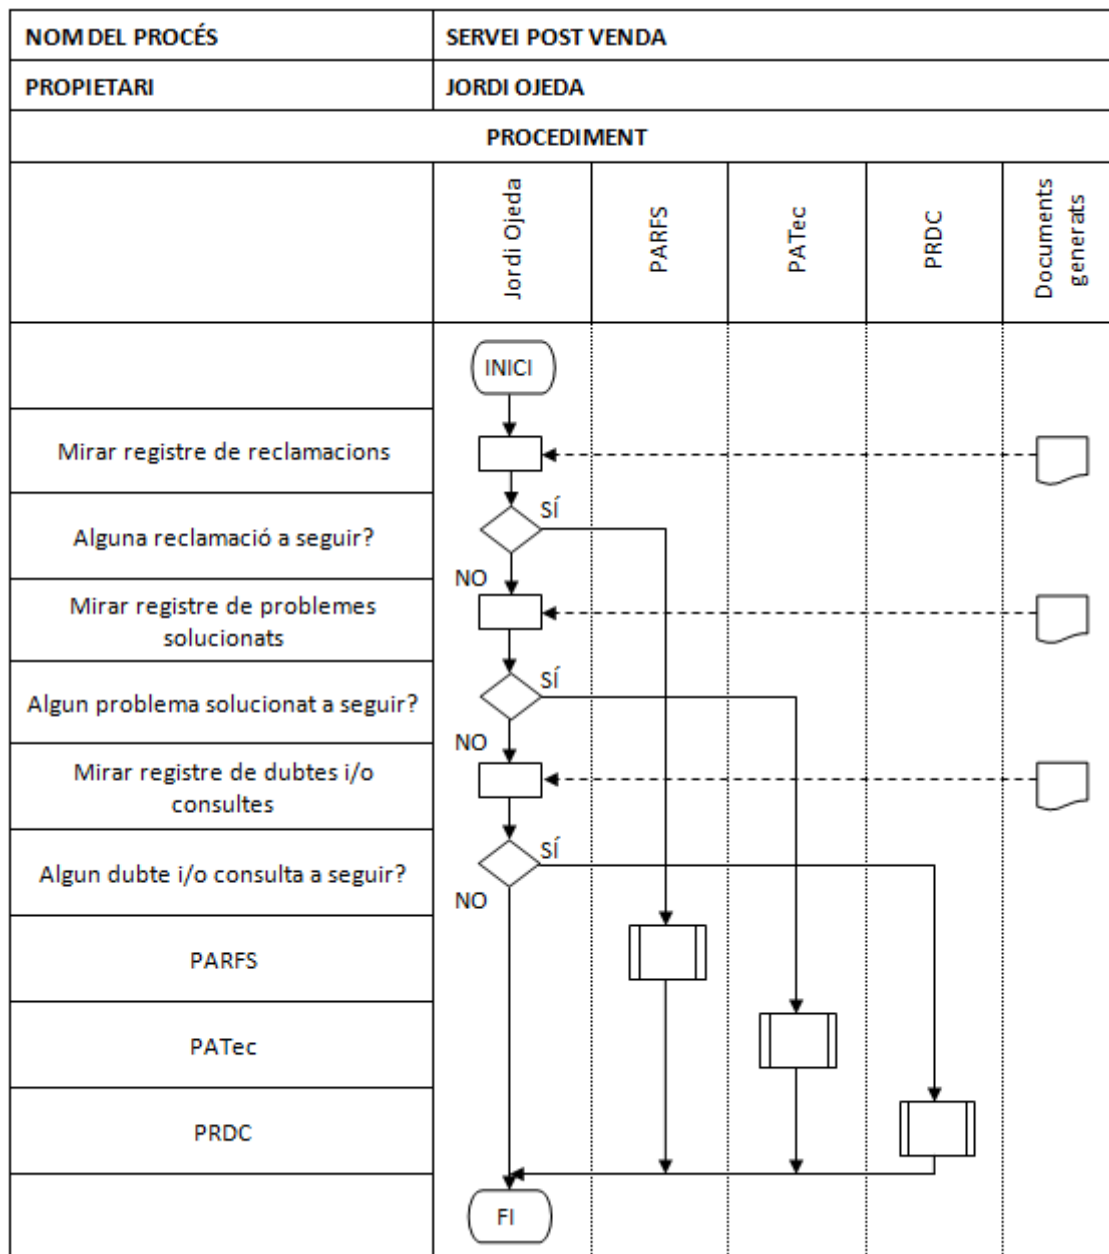 NOM DEL PROCÉS
SERVEI POST VENDA
PROPIETARI
JORDI OJEDA
PROCEDIMENT
Jordi Ojeda
PARFS
PATec
PRDC
Documents
generats
INICI
Mirar registre de reclamacions
SÍ
Alguna reclamació a seguir?
NO
Mirar registre de problemes
solucionats
SÍ
Algun problema solucionat a seguir?
NO
Mirar registre de dubtes i/o
consultes
SÍ
Algun dubte i/o consulta a seguir?
NO
PARFS
PATec
PRDC
FI